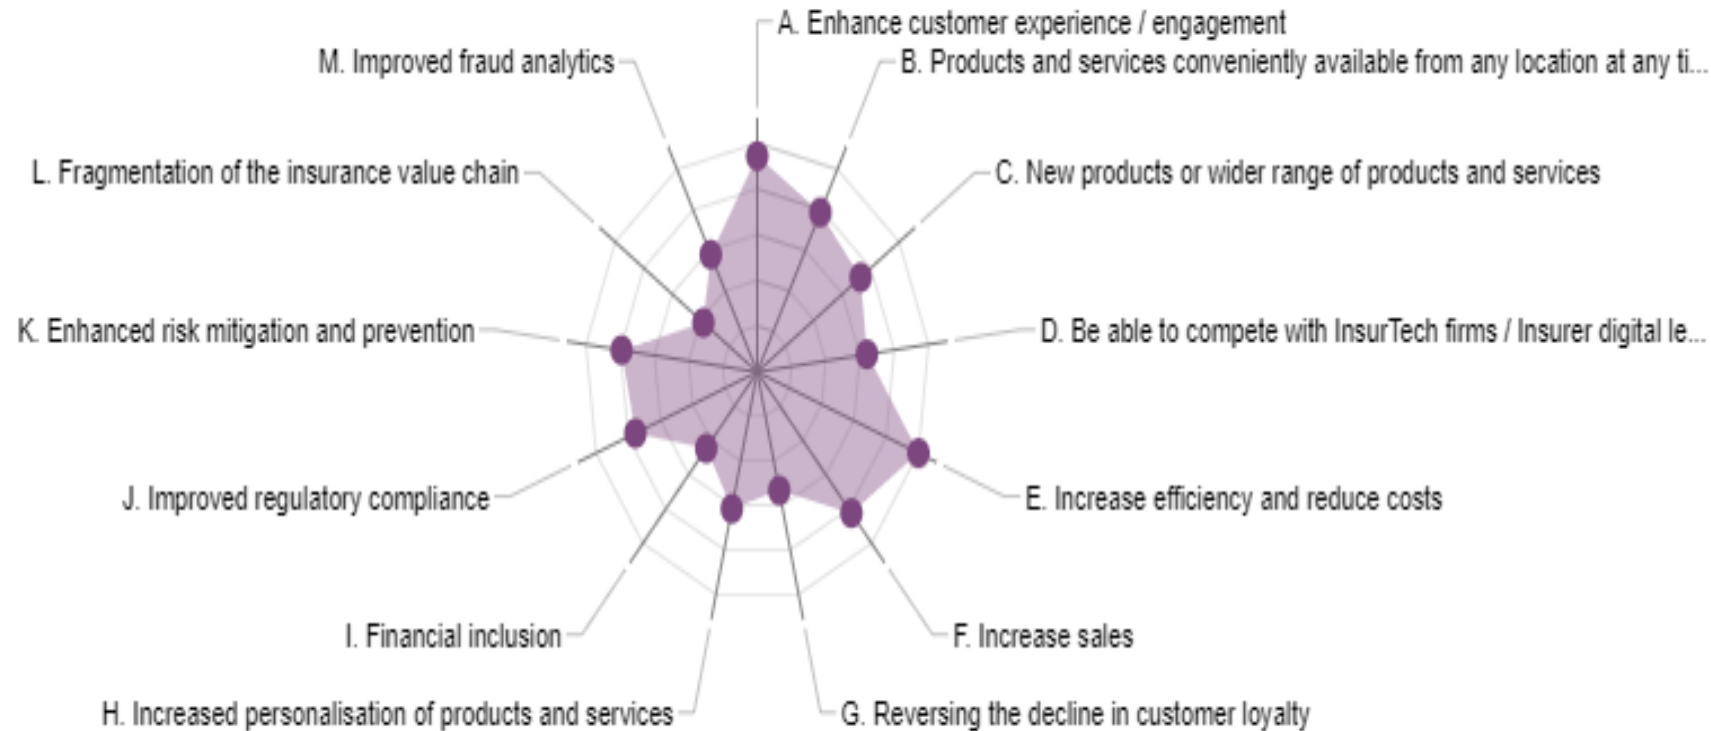 A. Enhance customer experience / engagement
B. Products and services conveniently available from any location at any ti...
C. New products or wider range of products and services
D. Be able to compete with InsurTech firms / Insurer digital le...
E. Increase efficiency and reduce costs
F. Increase sales
G. Reversing the decline in customer loyalty
H. Increased personalisation of products and services
I. Financial inclusion
J. Improved regulatory compliance
K. Enhanced risk mitigation and prevention
L. Fragmentation of the insurance value chain
M. Improved fraud analytics